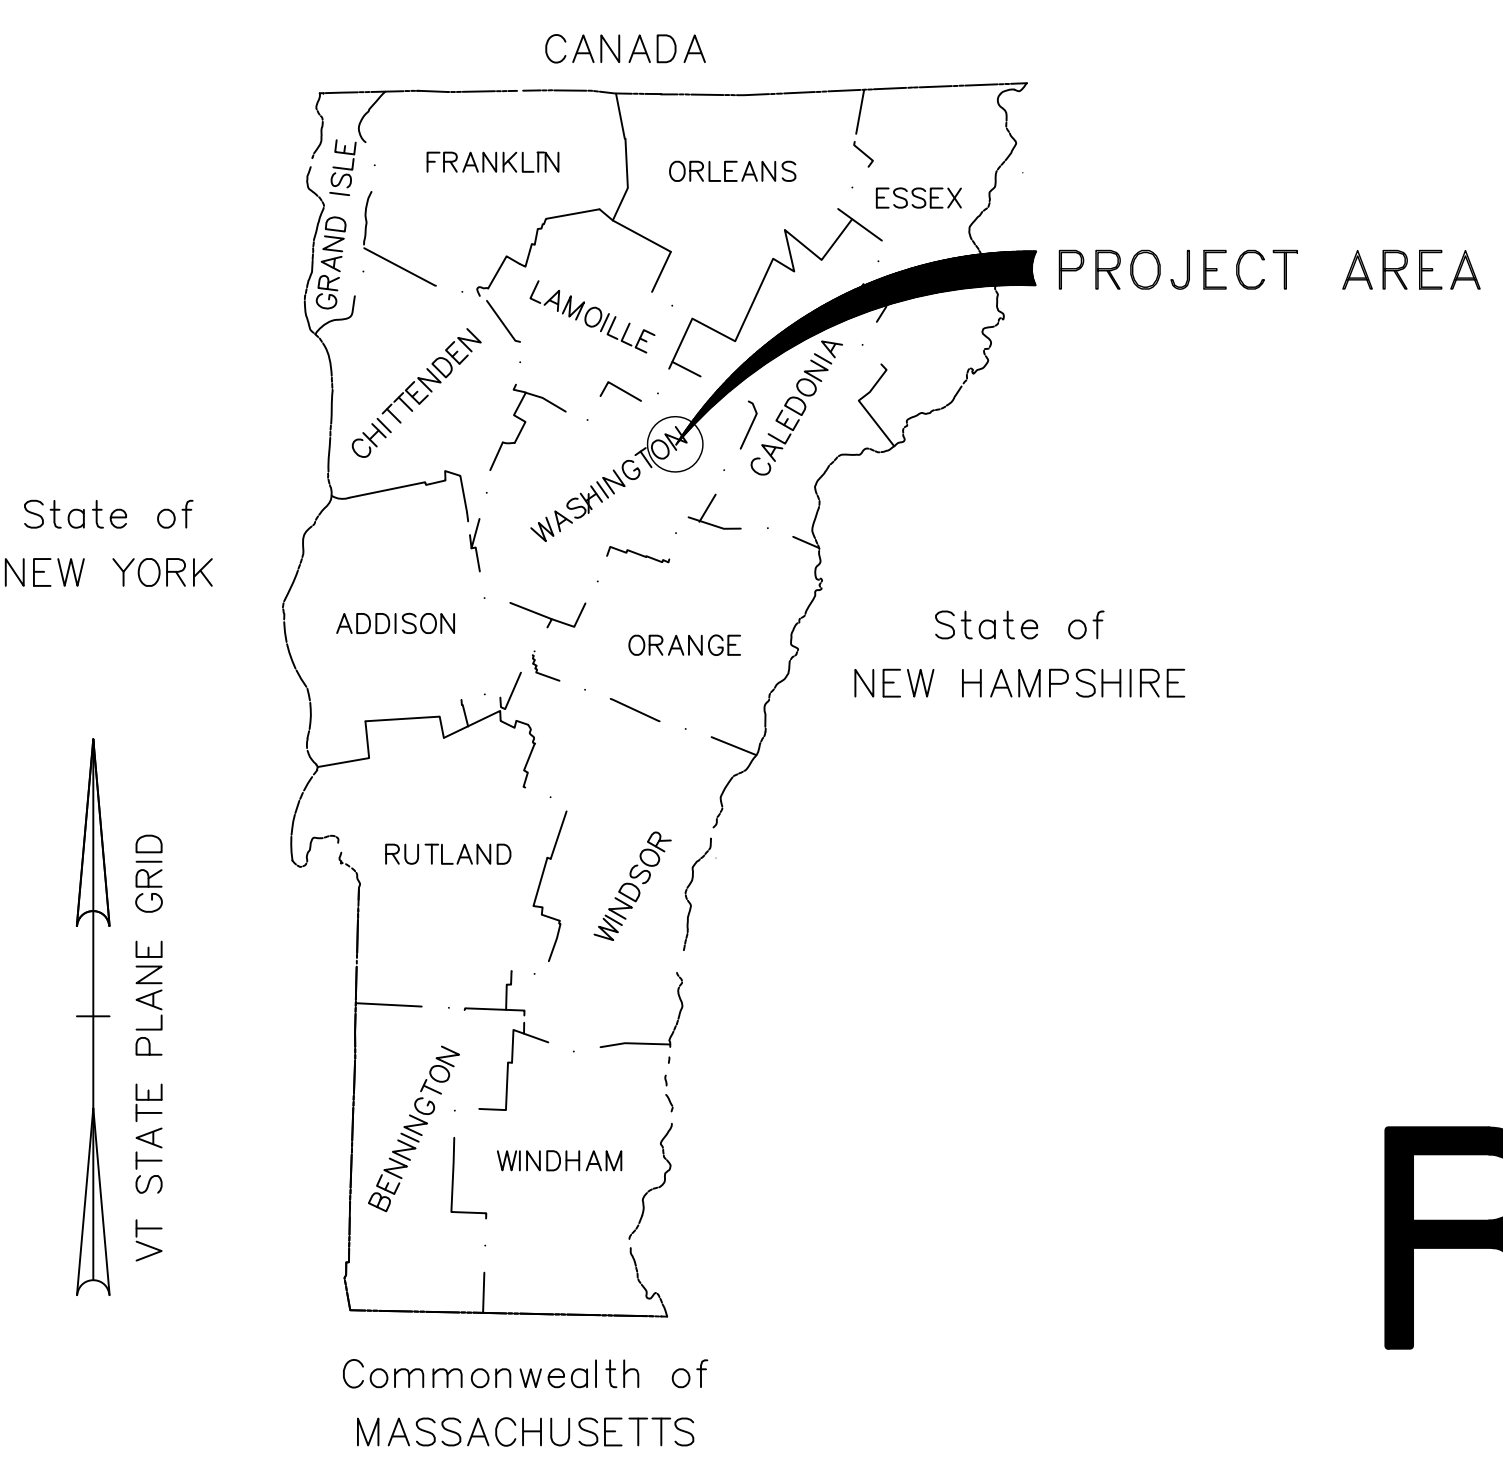 CANADA
FRANKLIN
ORLEANS
ESSEX
GRAND ISLE
PROJECT AREA
LAMOILLE
CHITTENDEN
CALEDONIA
WASHINGTON
State of
NEW YORK
ADDISON
ORANGE
State of
NEW HAMPSHIRE
RUTLAND
WINDSOR
VT STATE PLANE GRID
BENNINGTON
WINDHAM
Commonwealth of
MASSACHUSETTS